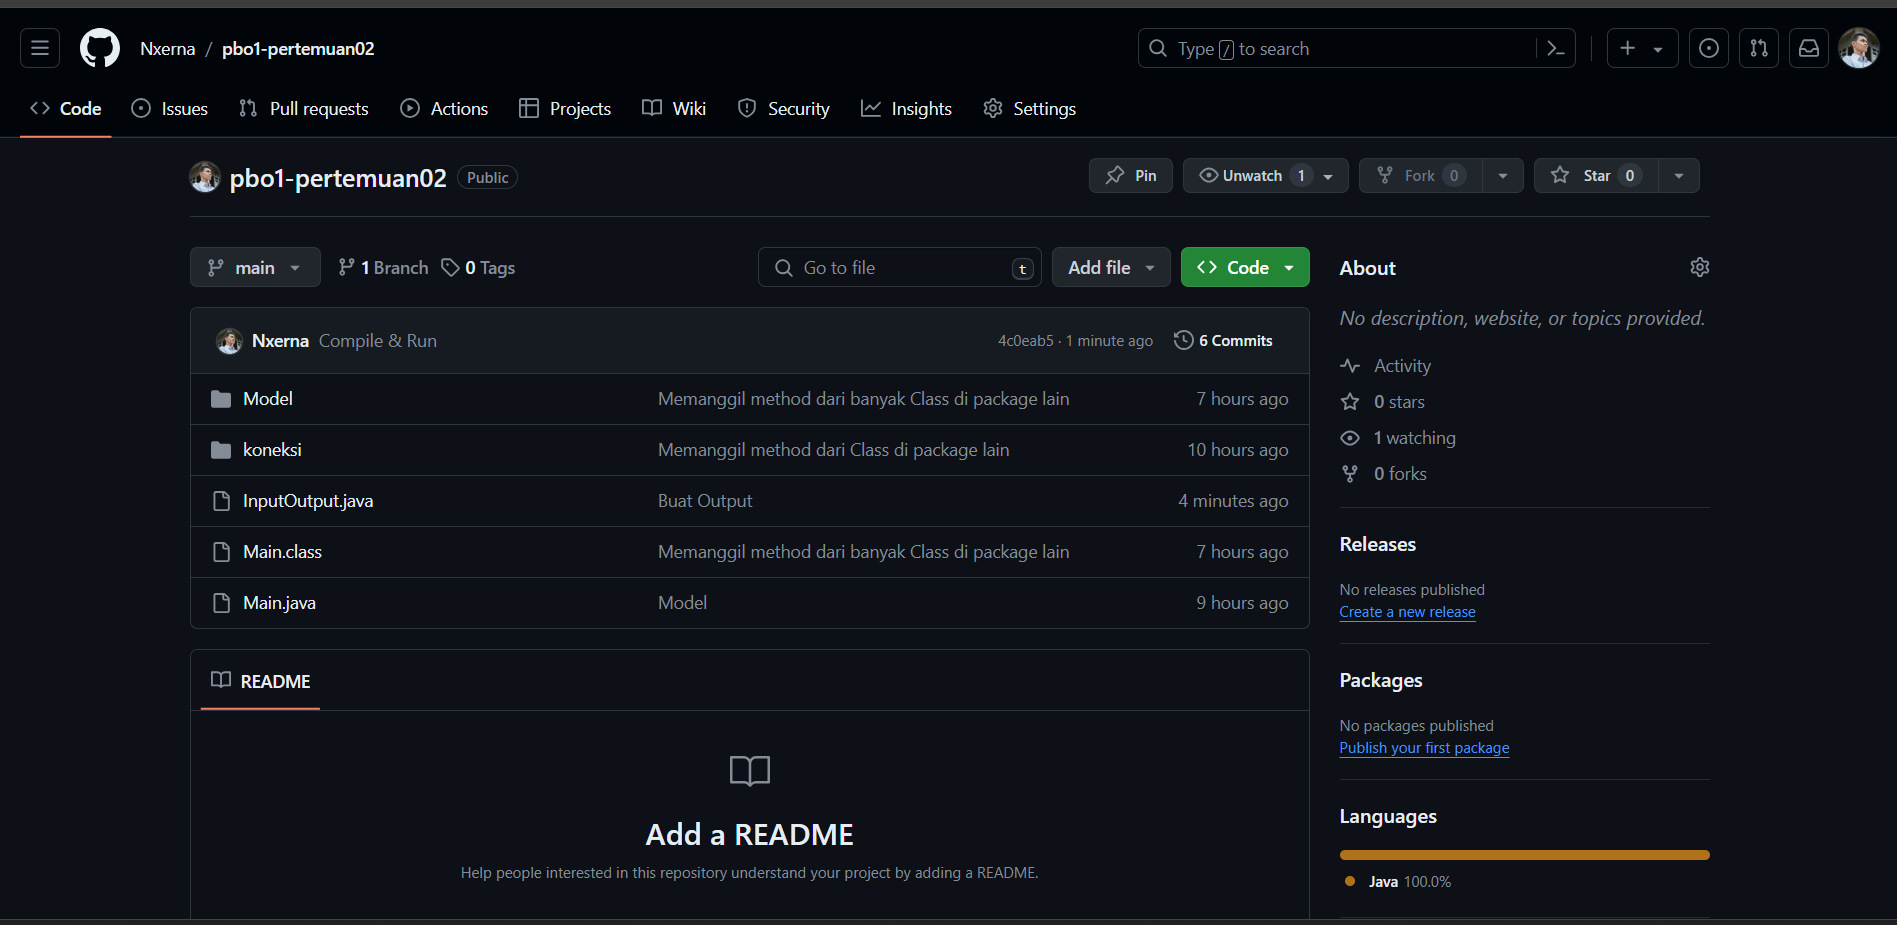 Nxerna / pbo1-pertemuan02
Type / to search
Code Issues Pull requests Actions Projects Wiki Security Insights Settings
pbo1-pertemuan02 Public
Pin Unwatch 1 Fork 0 Star 0
main 1 Branch 0 Tags
Go to file t Add file Code
Nxerna Compile & Run 4c0eab5 · 1 minute ago 6 Commits
Model Memanggil method dari banyak Class di package lain 7 hours ago
koneksi Memanggil method dari Class di package lain 10 hours ago
InputOutput.java Buat Output 4 minutes ago
Main.class Memanggil method dari banyak Class di package lain 7 hours ago
Main.java Model 9 hours ago
README
Add a README
Help people interested in this repository understand your project by adding a README.
About
No description, website, or topics provided.
Activity
0 stars
1 watching
0 forks
Releases
No releases published
Create a new release
Packages
No packages published
Publish your first package
Languages
Java 100.0%